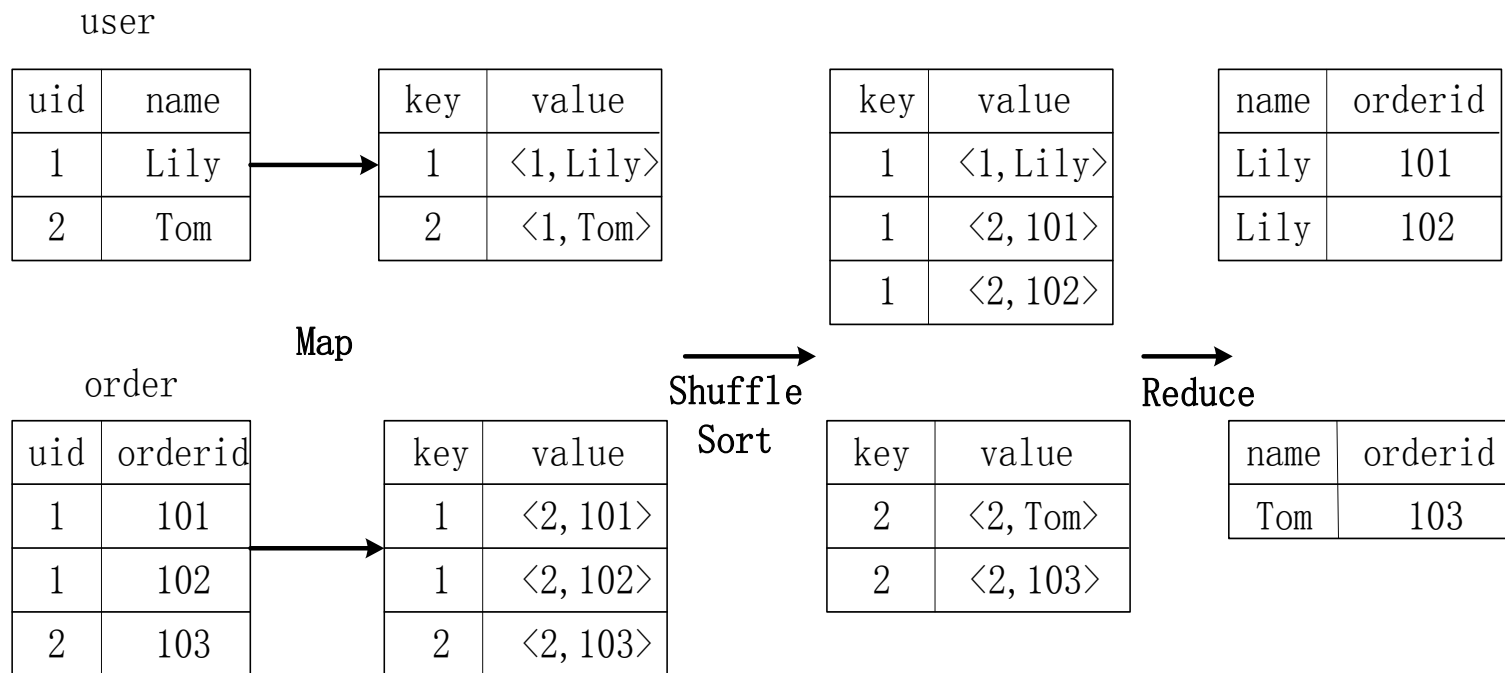 user
uid name
1 Lily
2 Tom
key value
1 <1,Lily>
2 <1,Tom>
key value
1 <1,Lily>
1 <2,101>
1 <2,102>
name orderid
Lily 101
Lily 102
Map
Shuffle
Sort
Reduce
order
uid orderid
1 101
1 102
2 103
key value
1 <2,101>
1 <2,102>
2 <2,103>
key value
2 <2,Tom>
2 <2,103>
name orderid
Tom 103